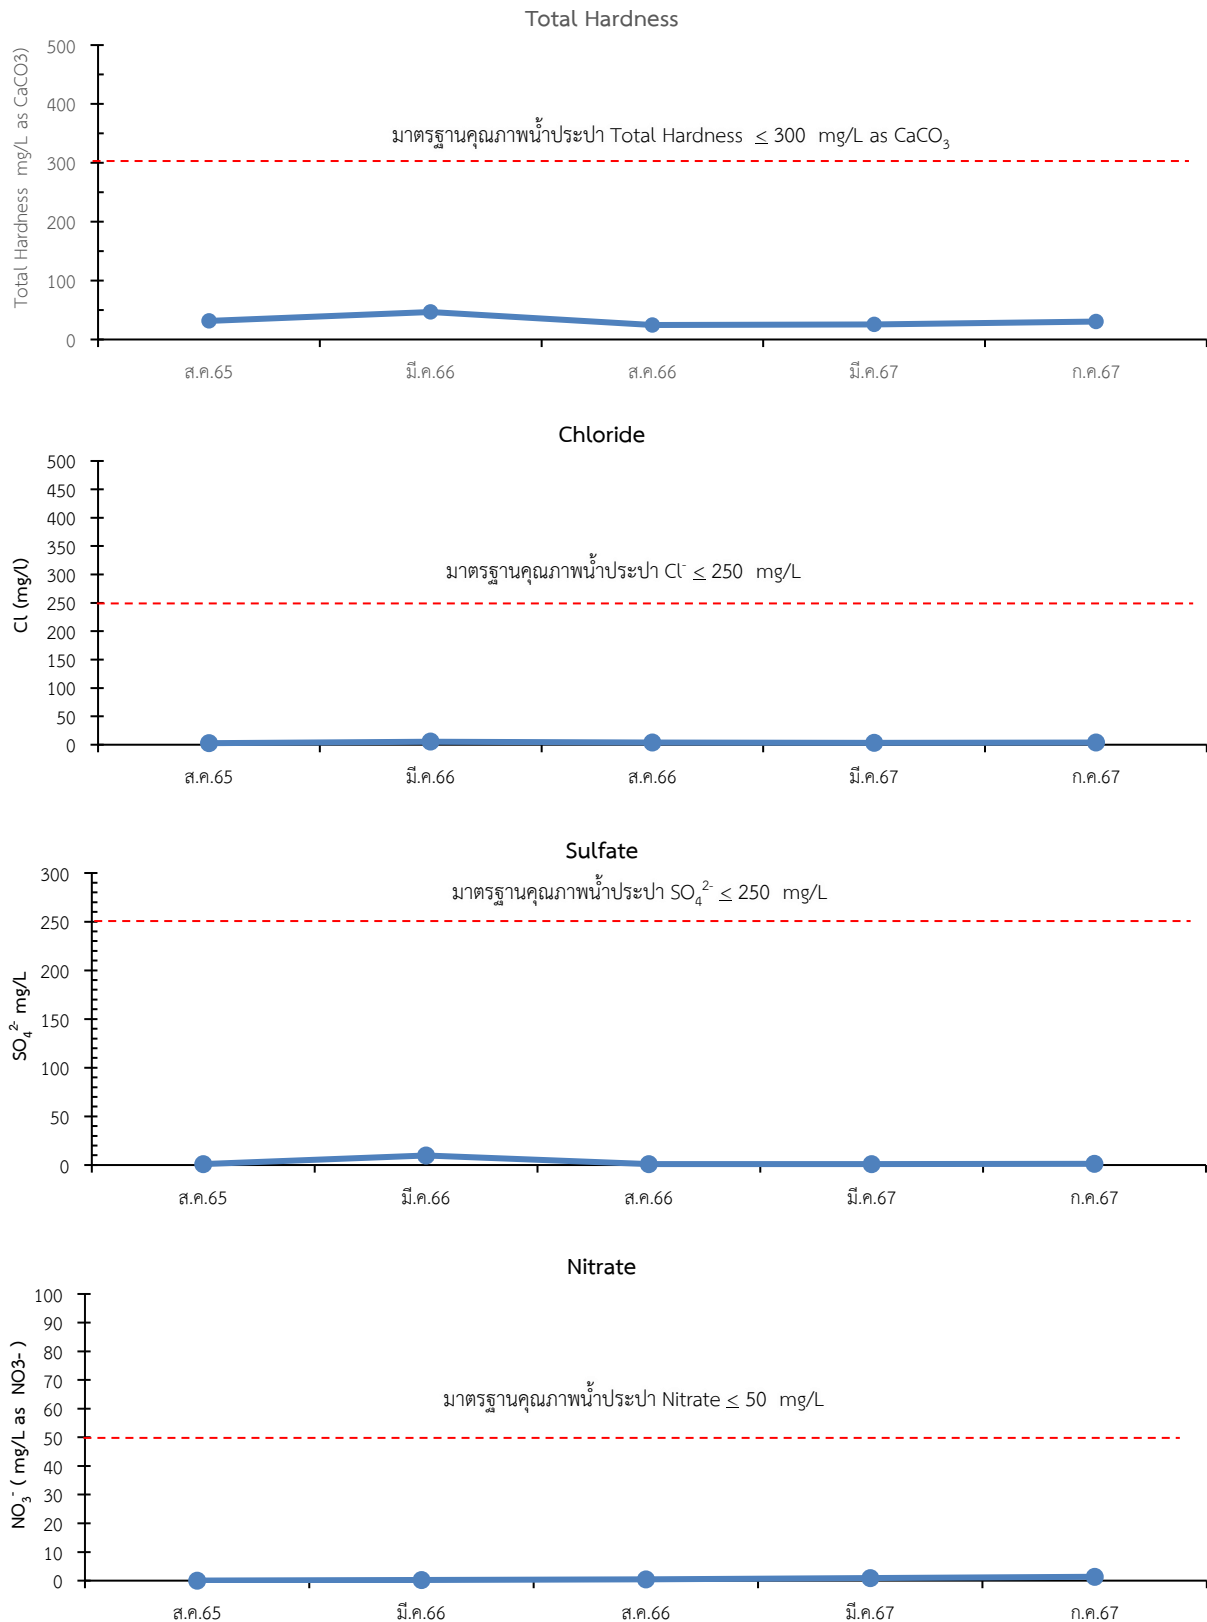 Total Hardness
Total Hardness mg/L as CaCO3)
500
400
300
200
100
0
มาตรฐานคุณภาพน้ำประปา Total Hardness ≤ 300 mg/L as CaCO₃
ส.ค.65 มี.ค.66 ส.ค.66 มี.ค.67 ก.ค.67
Chloride
Cl (mg/l)
500
450
400
350
300
250
200
150
100
50
0
มาตรฐานคุณภาพน้ำประปา Cl⁻ ≤ 250 mg/L
ส.ค.65 มี.ค.66 ส.ค.66 มี.ค.67 ก.ค.67
Sulfate
SO₄²⁻ mg/L
300
250
200
150
100
50
0
มาตรฐานคุณภาพน้ำประปา SO₄²⁻ ≤ 250 mg/L
ส.ค.65 มี.ค.66 ส.ค.66 มี.ค.67 ก.ค.67
Nitrate
NO₃⁻ ( mg/L as NO3- )
100
90
80
70
60
50
40
30
20
10
0
มาตรฐานคุณภาพน้ำประปา Nitrate ≤ 50 mg/L
ส.ค.65 มี.ค.66 ส.ค.66 มี.ค.67 ก.ค.67